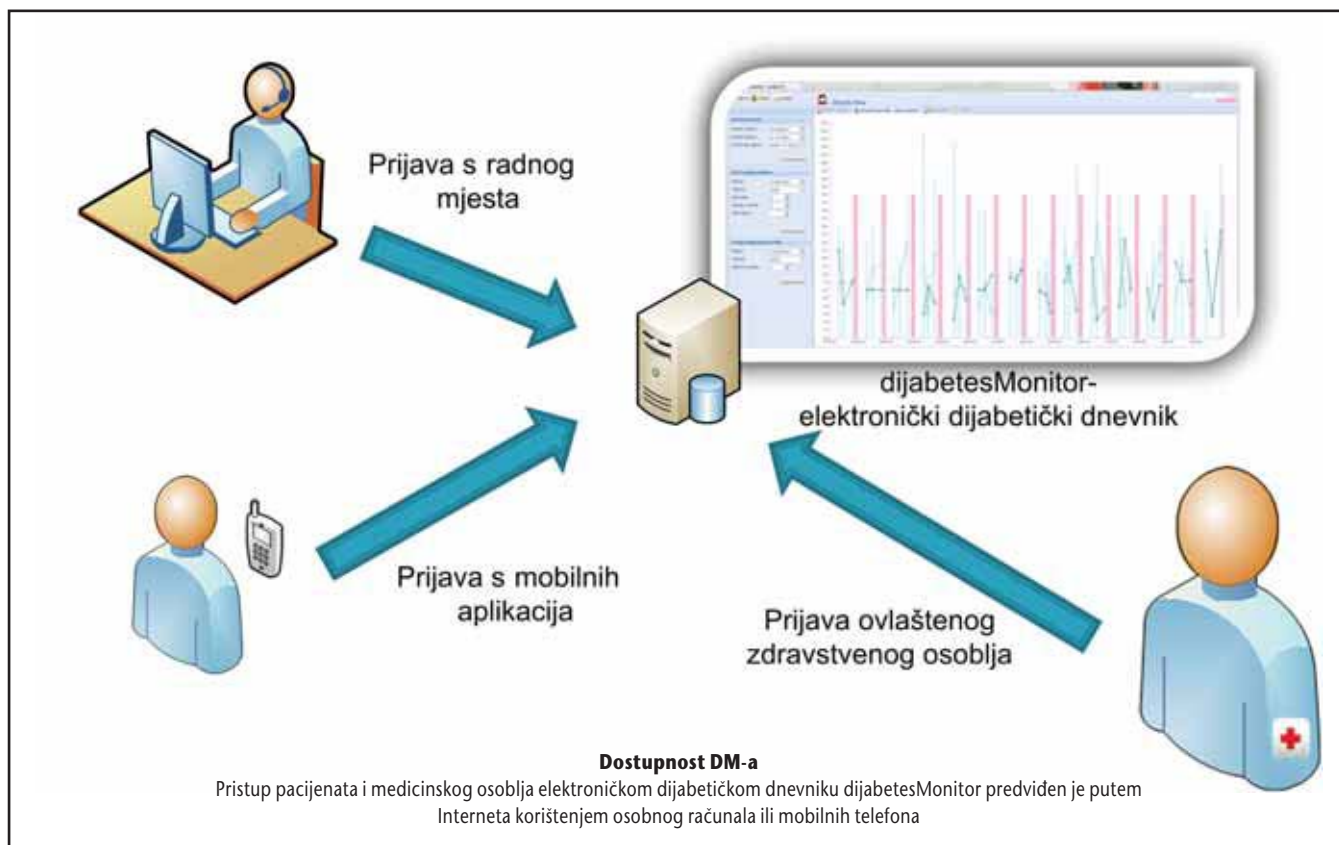 Prijava s radnog
mjesta
dijabetesMonitor-
elektronički dijabetički dnevnik
Prijava s mobilnih
aplikacija
Prijava ovlaštenog
zdravstvenog osoblja
Dostupnost DM-a
Pristup pacijenata i medicinskog osoblja elektroničkom dijabetičkom dnevniku dijabetesMonitor predviđen je putem
Interneta korištenjem osobnog računala ili mobilnih telefona